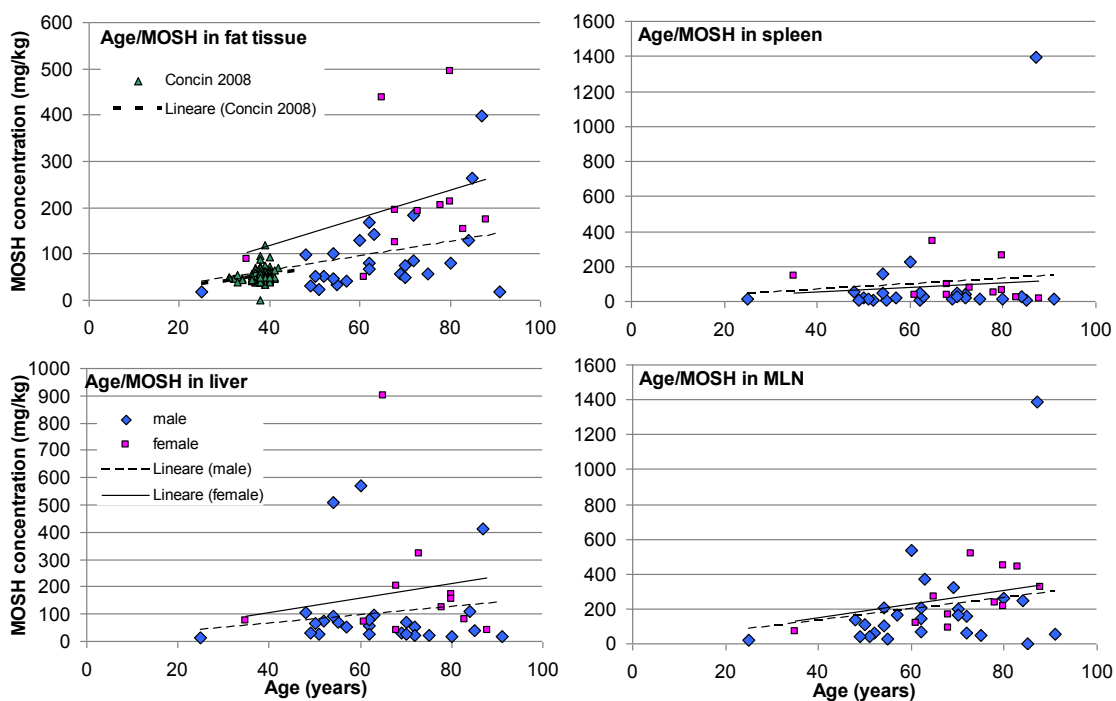 Age/MOSH in fat tissue
Concin 2008
Lineare (Concin 2008)
MOSH concentration (mg/kg)
600
500
400
300
200
100
0
0 20 40 60 80 100
Age/MOSH in spleen
1600
1400
1200
1000
800
600
400
200
0
0 20 40 60 80 100
Age/MOSH in liver
male
female
Lineare (male)
Lineare (female)
MOSH concentration (mg/kg)
1000
900
800
700
600
500
400
300
200
100
0
0 20 40 60 80 100
Age (years)
Age/MOSH in MLN
1600
1400
1200
1000
800
600
400
200
0
0 20 40 60 80 100
Age (years)